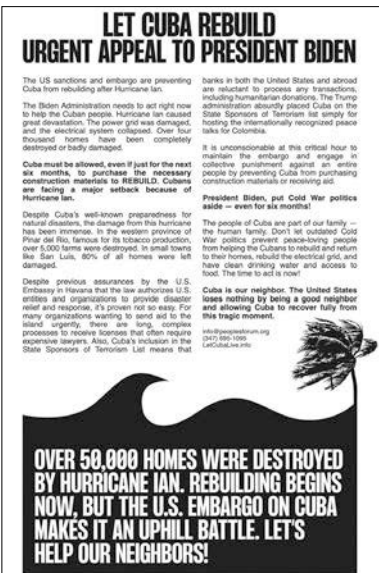 LET CUBA REBUILD
URGENT APPEAL TO PRESIDENT BIDEN
The US sanctions and embargo are preventing
Cuba from rebuilding after Hurricane Ian.
The Biden Administration needs to act right now
to help the Cuban people. Hurricane Ian caused
great devastation. The power grid was damaged,
and the electrical system collapsed. Over four
thousand homes have been completely
destroyed or badly damaged.
Cuba must be allowed, even if just for the next
six months, to purchase the necessary
construction materials to REBUILD. Cubans
are facing a major setback because of
Hurricane Ian.
Despite Cuba's well-known preparedness for
natural disasters, the damage from this hurricane
has been immense. In the western province of
Pinar del Rio, famous for its tobacco production,
over 5,000 farms were destroyed. In small towns
like San Luis, 80% of all homes were left
damaged.
Despite previous assurances by the U.S.
Embassy in Havana that the law authorizes U.S.
entities and organizations to provide disaster
relief and response, it's proven not so easy. For
many organizations wanting to send aid to the
island urgently, there are long, complex
processes to receive licenses that often require
expensive lawyers. Also, Cuba's inclusion in the
State Sponsors of Terrorism List means that
banks in both the United States and abroad
are reluctant to process any transactions,
including humanitarian donations. The Trump
administration absurdly placed Cuba on the
State Sponsors of Terrorism list simply for
hosting the internationally recognized peace
talks for Colombia.
It is unconscionable at this critical hour to
maintain the embargo and engage in
collective punishment against an entire
people by preventing Cuba from purchasing
construction materials or receiving aid.
President Biden, put Cold War politics
aside — even for six months!
The people of Cuba are part of our family —
the human family. Don't let outdated Cold
War politics prevent peace-loving people
from helping the Cubans to rebuild and return
to their homes, rebuild the electrical grid, and
have clean drinking water and access to
food. The time to act is now!
Cuba is our neighbor. The United States
loses nothing by being a good neighbor
and allowing Cuba to recover fully from
this tragic moment.
info@peoplesforum.org
(347) 695-1095
LetCubaLive.info
OVER 50,000 HOMES WERE DESTROYED
BY HURRICANE IAN. REBUILDING BEGINS
NOW, BUT THE U.S. EMBARGO ON CUBA
MAKES IT AN UPHILL BATTLE. LET'S
HELP OUR NEIGHBORS!